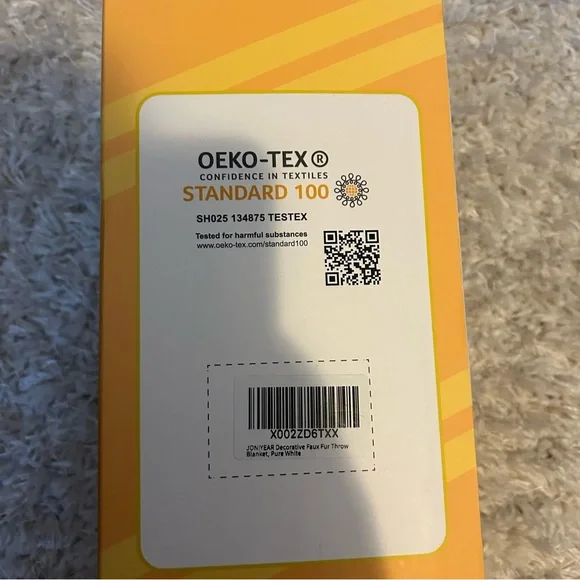 OEKO-TEX®
CONFIDENCE IN TEXTILES
STANDARD 100
SH025 134875 TESTEX
Tested for harmful substances
www.oeko-tex.com/standard100
X002ZD6TXX
JONIYEAR Decorative Faux Fur Throw
Blanket, Pure White